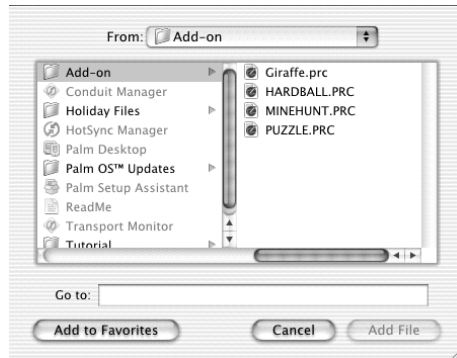 From: Add-on
Add-on
Conduit Manager
Holiday Files
HotSync Manager
Palm Desktop
Palm OS™ Updates
Palm Setup Assistant
ReadMe
Transport Monitor
Tutorial
Giraffe.prc
HARDBALL.PRC
MINEHUNT.PRC
PUZZLE.PRC
Go to:
Add to Favorites Cancel Add File